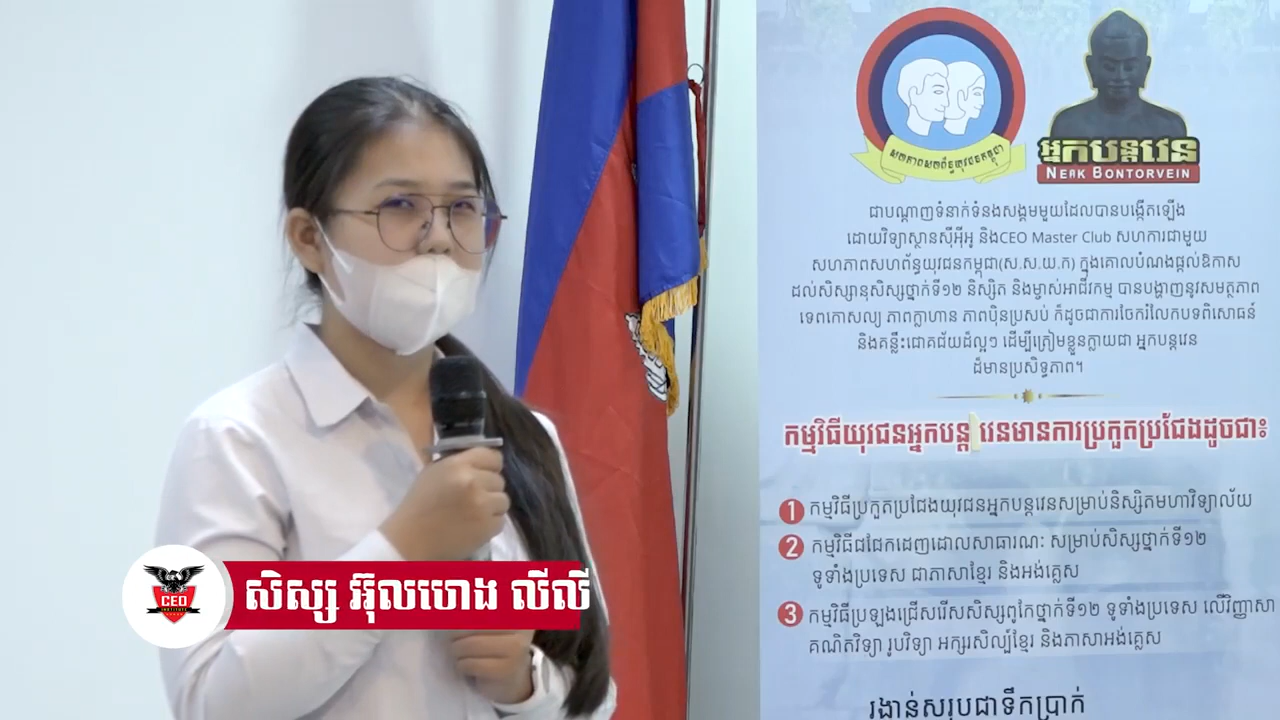 សហភាពសហព័ន្ធយុវជនកម្ពុជា
អ្នកបន្តវេន
NEAK BONTORVEIN
ជាបណ្តាញទំនាក់ទំនងសង្គមមួយដែលបានបង្កើតឡើង
ដោយវិទ្យាស្ថានស៊ីអ៊ីអូ និងCEO Master Club សហការជាមួយ
សហភាពសហព័ន្ធយុវជនកម្ពុជា(ស.ស.យ.ក) ក្នុងគោលបំណងផ្តល់ឱកាស
ដល់សិស្សានុសិស្សថ្នាក់ទី១២ និស្សិត និងម្ចាស់អាជីវកម្ម បានបង្ហាញនូវសមត្ថភាព
ទេពកោសល្យ ភាពក្លាហាន ភាពប៉ិនប្រសប់ ក៏ដូចជាការចែករំលែកបទពិសោធន៍
និងគន្លឹះជោគជ័យដ៏ល្អៗ ដើម្បីត្រៀមខ្លួនក្លាយជា អ្នកបន្តវេន
ដ៏មានប្រសិទ្ធភាព។
កម្មវិធីយុវជនអ្នកបន្តវេនមានការប្រកួតប្រជែងដូចជា៖
1 កម្មវិធីប្រកួតប្រជែងយុវជនអ្នកបន្តវេនសម្រាប់និស្សិតមហាវិទ្យាល័យ
2 កម្មវិធីជជែកដេញដោលសាធារណៈ សម្រាប់សិស្សថ្នាក់ទី១២
ទូទាំងប្រទេស ជាភាសាខ្មែរ និងអង់គ្លេស
3 កម្មវិធីប្រឡងជ្រើសរើសសិស្សពូកែថ្នាក់ទី១២ ទូទាំងប្រទេស លើវិញ្ញាសា
គណិតវិទ្យា រូបវិទ្យា អក្សរសិល្ប៍ខ្មែរ និងភាសាអង់គ្លេស
រង្វាន់សរុបជាទឹកប្រាក់
CEO
INSTITUTE
សិស្ស អ៊ុលហេង លីលី